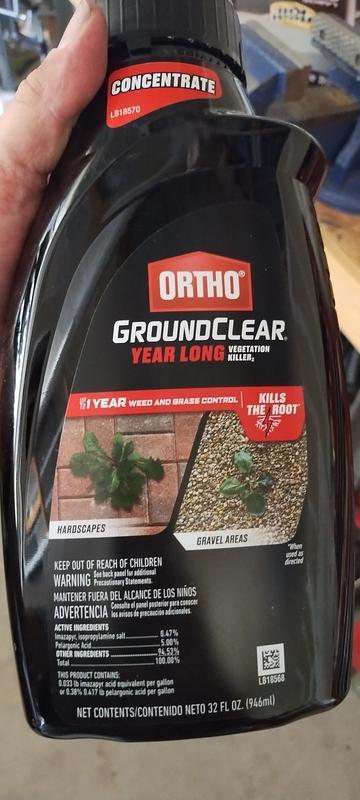 CONCENTRATE
LB18570
ORTHO®
GROUNDCLEAR®
YEAR LONG VEGETATION KILLER2
UP TO 1 YEAR WEED AND GRASS CONTROL
KILLS THE ROOT*
HARDSCAPES
GRAVEL AREAS
*When
used as
directed
KEEP OUT OF REACH OF CHILDREN
WARNING See back panel for additional Precautionary Statements.
MANTENER FUERA DEL ALCANCE DE LOS NIÑOS
ADVERTENCIA Consulte el panel posterior para conocer los avisos de precaución adicionales.
ACTIVE INGREDIENTS
Imazapyr, isopropylamine salt 0.47%
Pelargonic Acid 5.00%
OTHER INGREDIENTS 94.53%
Total 100.00%
THIS PRODUCT CONTAINS:
0.033 lb imazapyr acid equivalent per gallon
or 0.38% 0.417 lb pelargonic acid per gallon
LB18568
NET CONTENTS/CONTENIDO NETO 32 FL OZ. (946ml)